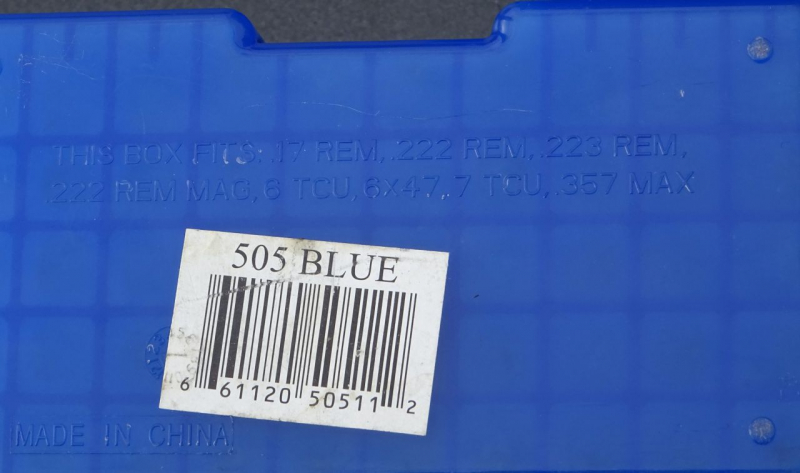 THIS BOX FITS: .17 REM, .222 REM, .223 REM,
.222 REM MAG, 6 TCU, 6X47, 7 TCU, .357 MAX
505 BLUE
6 61120 50511 2
MADE IN CHINA